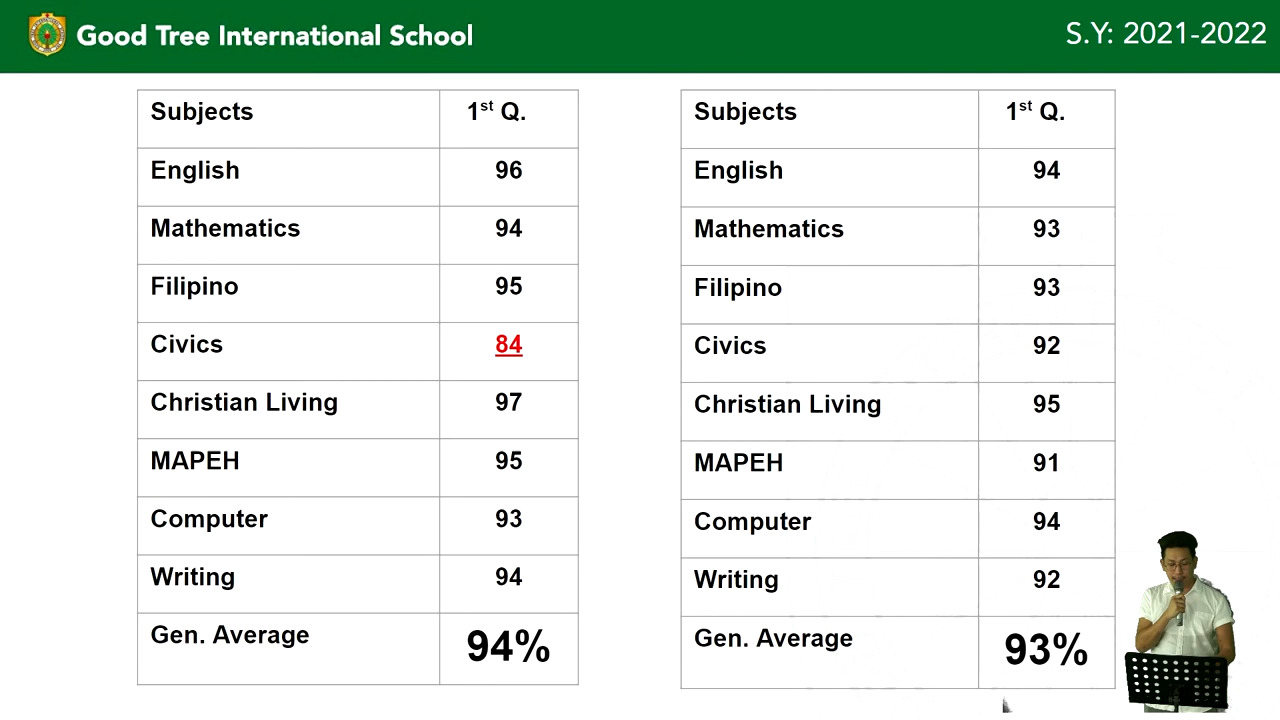 Good Tree International School
S.Y: 2021-2022
Subjects 1st Q.
English 96
Mathematics 94
Filipino 95
Civics 84
Christian Living 97
MAPEH 95
Computer 93
Writing 94
Gen. Average 94%
Subjects 1st Q.
English 94
Mathematics 93
Filipino 93
Civics 92
Christian Living 95
MAPEH 91
Computer 94
Writing 92
Gen. Average 93%